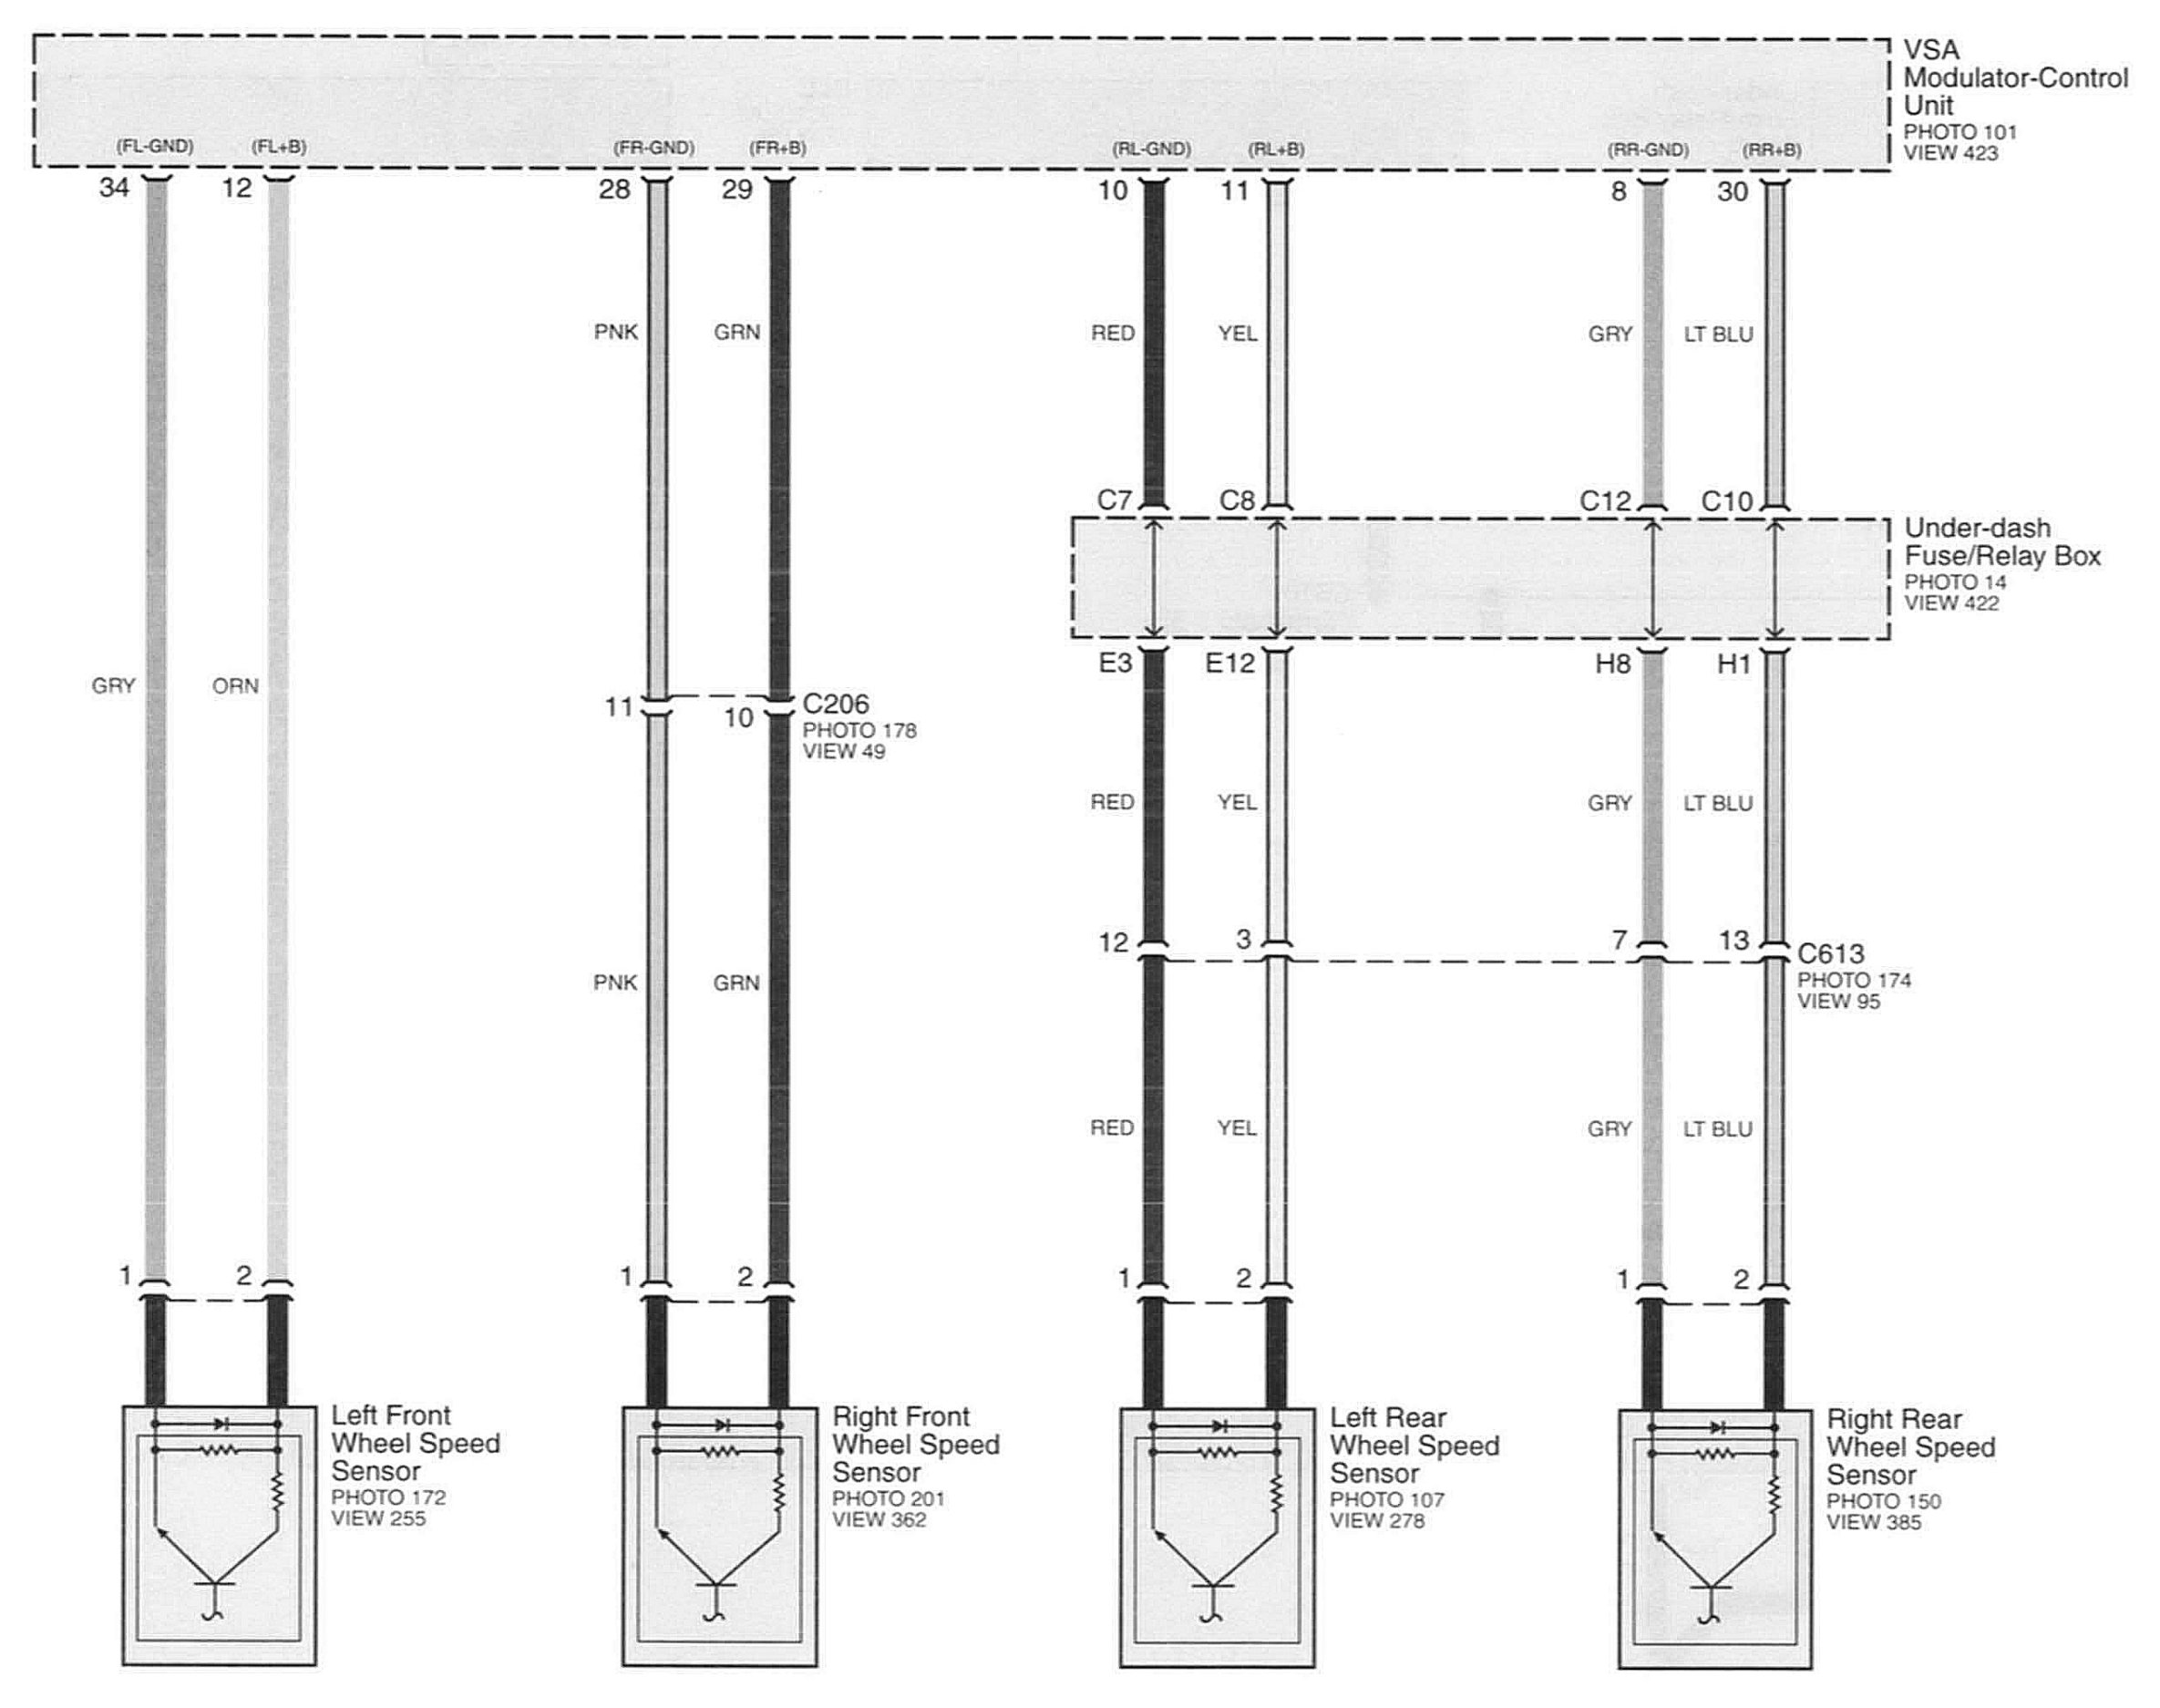 VSA
Modulator-Control
Unit
PHOTO 101
VIEW 423
(FL-GND) (FL+B) (FR-GND) (FR+B) (RL-GND) (RL+B) (RR-GND) (RR+B)
34 12 28 29 10 11 8 30
PNK GRN RED YEL GRY LT BLU
C7 C8 C12 C10
Under-dash
Fuse/Relay Box
PHOTO 14
VIEW 422
E3 E12 H8 H1
GRY ORN
11 10 C206
PHOTO 178
VIEW 49
RED YEL GRY LT BLU
12 3 7 13 C613
PHOTO 174
VIEW 95
PNK GRN
RED YEL GRY LT BLU
1 2 1 2 1 2 1 2
Left Front
Wheel Speed
Sensor
PHOTO 172
VIEW 255
Right Front
Wheel Speed
Sensor
PHOTO 201
VIEW 362
Left Rear
Wheel Speed
Sensor
PHOTO 107
VIEW 278
Right Rear
Wheel Speed
Sensor
PHOTO 150
VIEW 385